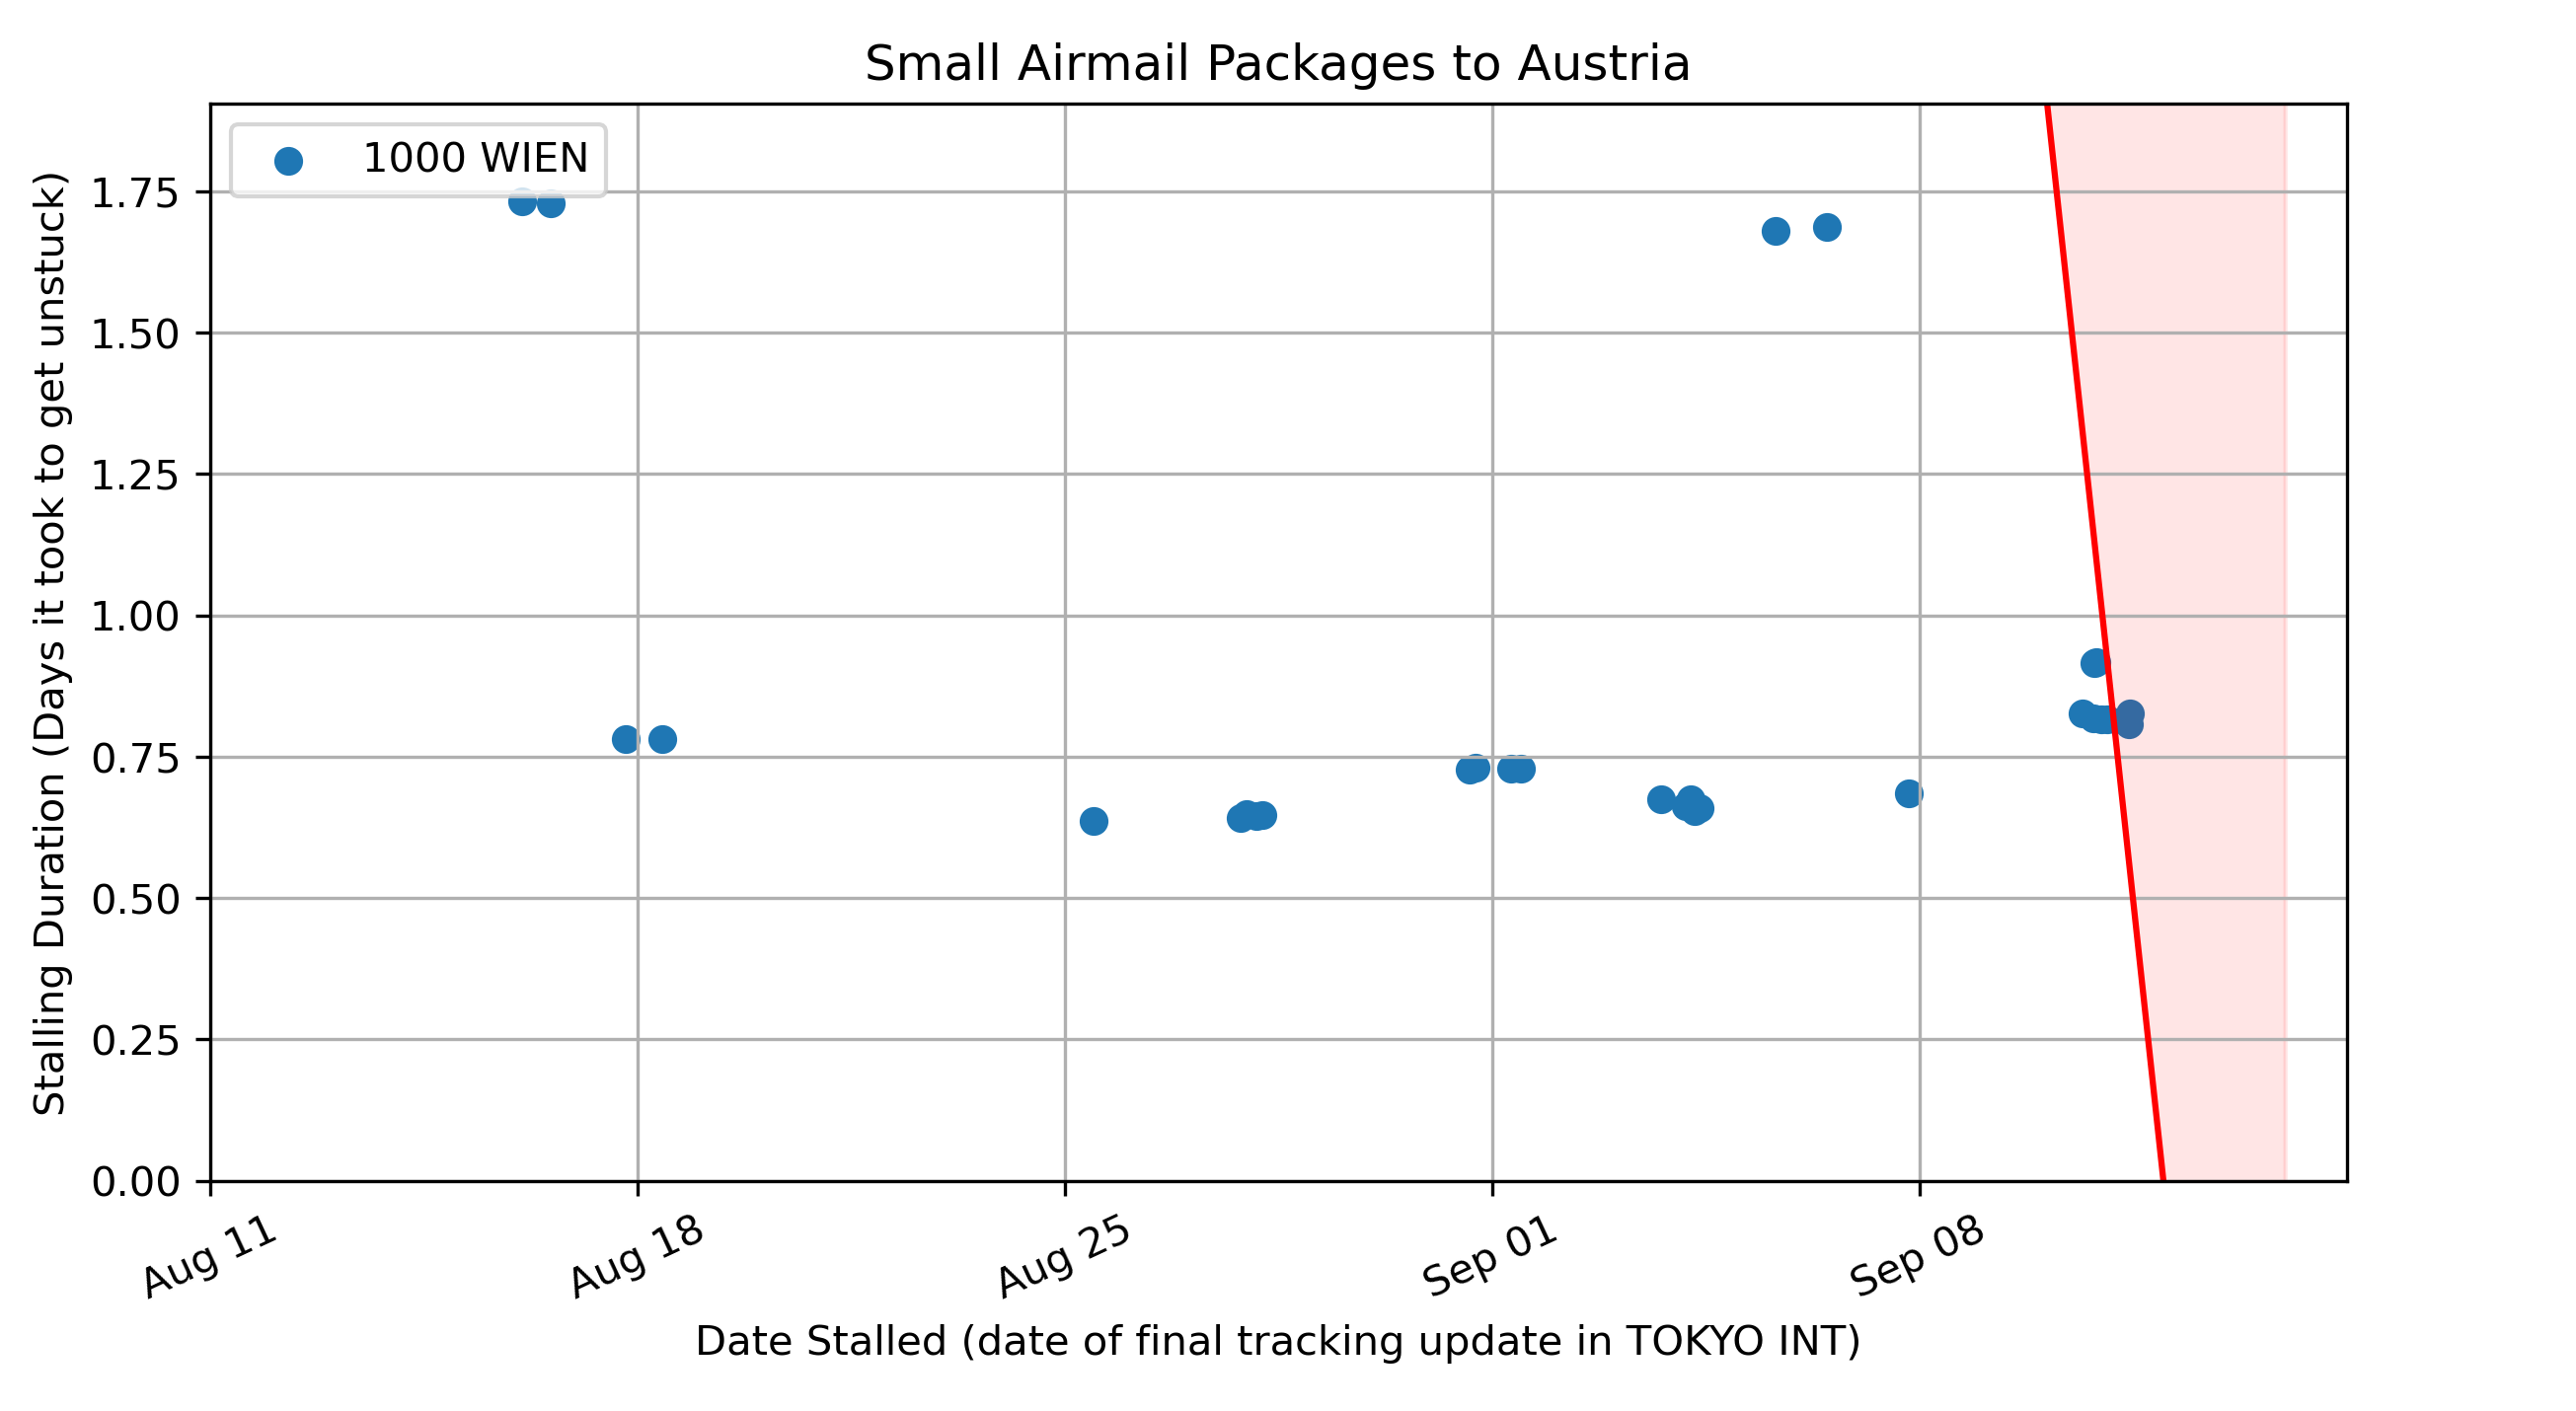 Small Airmail Packages to Austria
1000 WIEN
Stalling Duration (Days it took to get unstuck)
1.75
1.50
1.25
1.00
0.75
0.50
0.25
0.00
Aug 11
Aug 18
Aug 25
Sep 01
Sep 08
Date Stalled (date of final tracking update in TOKYO INT)